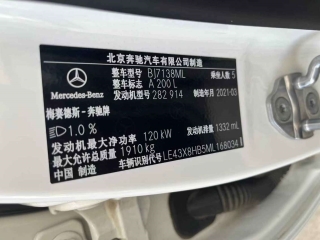 北京奔驰汽车有限公司制造
整车型号 BJ7138ML 乘坐人数 5
整车型号 A 200 L 制造年月 2021-03
发动机型号 282 914
Mercedes-Benz
梅赛德斯-奔驰牌
1.0 %
发动机最大净功率 120 kW 发动机排量 1332 mL
最大允许总质量 1910 kg
中国 制造 车辆识别代号 LE43X8HB5ML168034